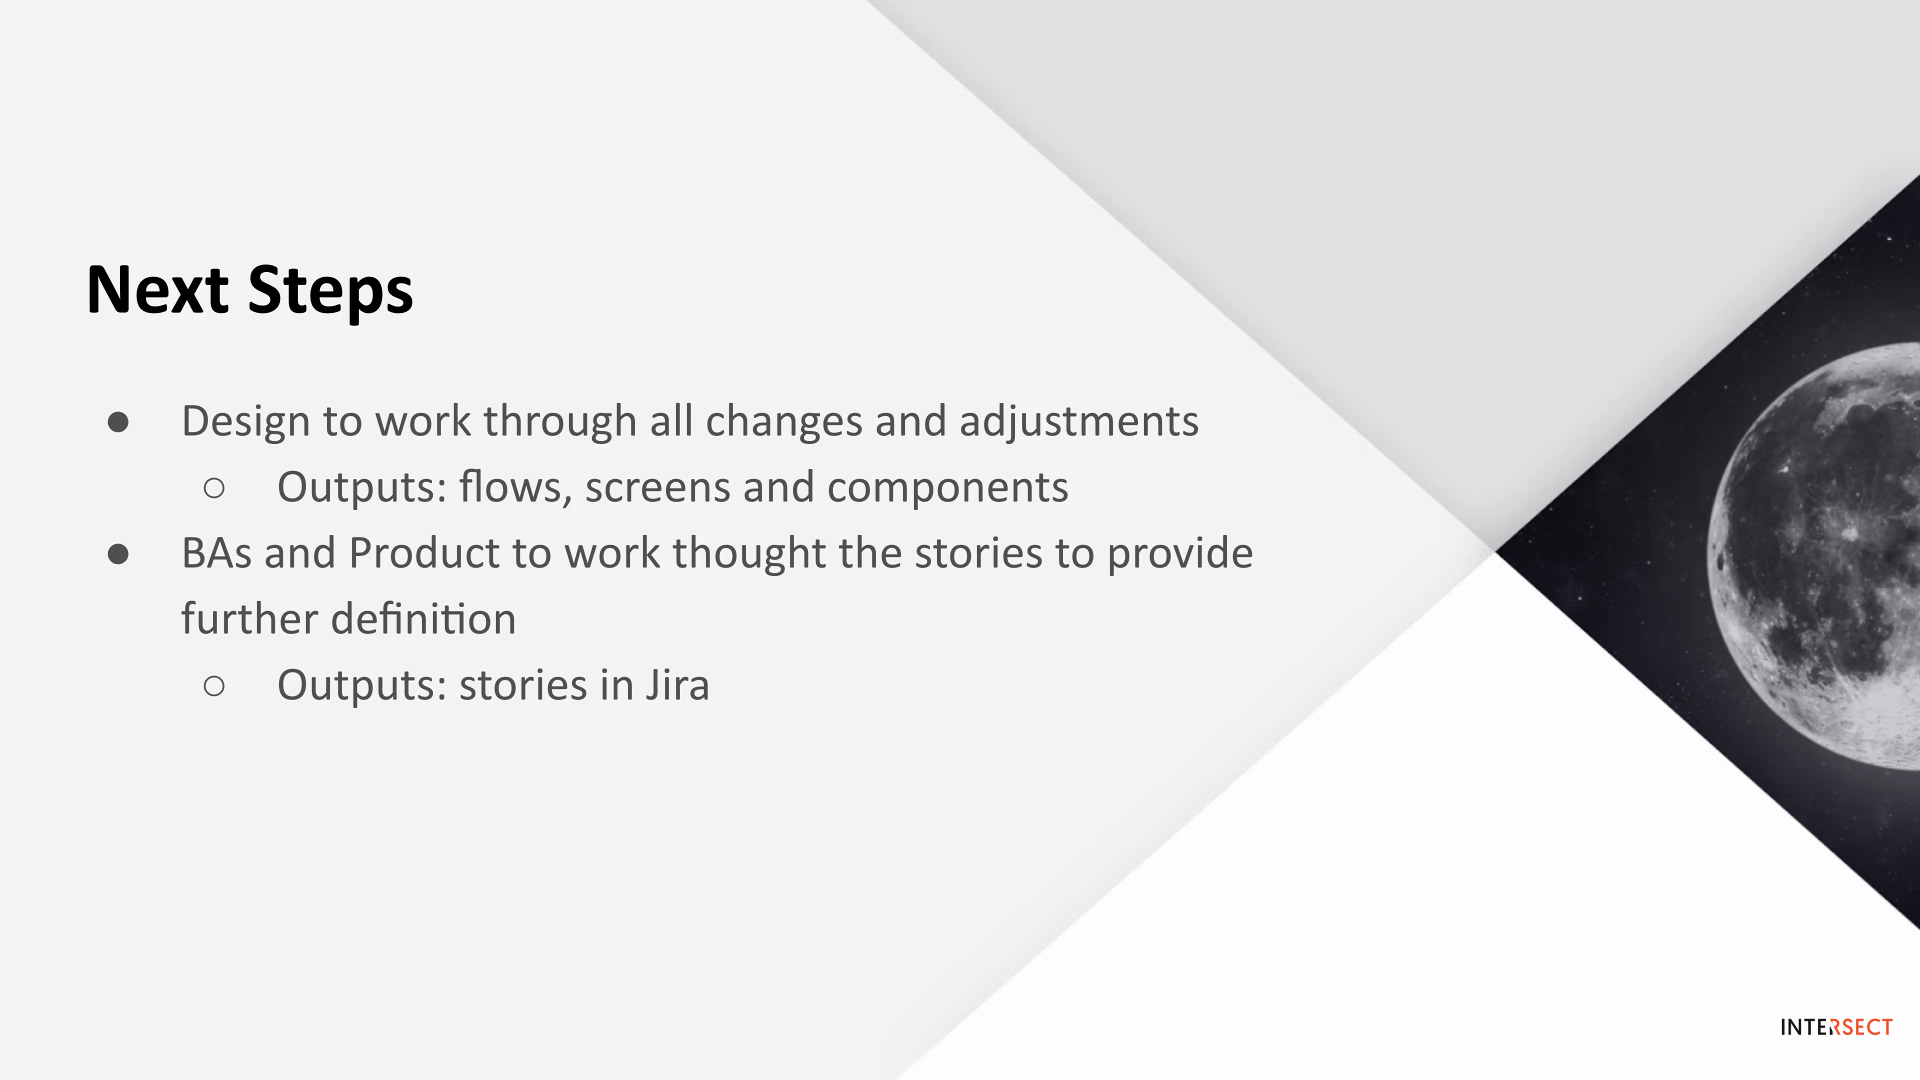 Next Steps
● Design to work through all changes and adjustments
○ Outputs: flows, screens and components
● BAs and Product to work thought the stories to provide
further definition
○ Outputs: stories in Jira
INTERSECT